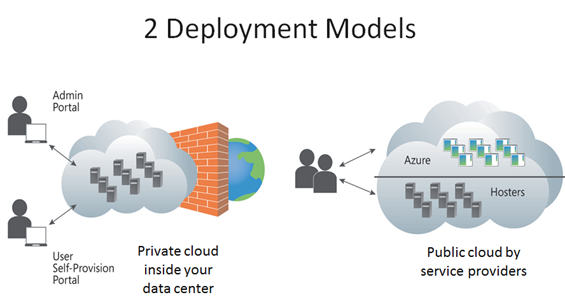 2 Deployment Models
Admin
Portal
User
Self-Provision
Portal
Private cloud
inside your
data center
Azure
Hosters
Public cloud by
service providers